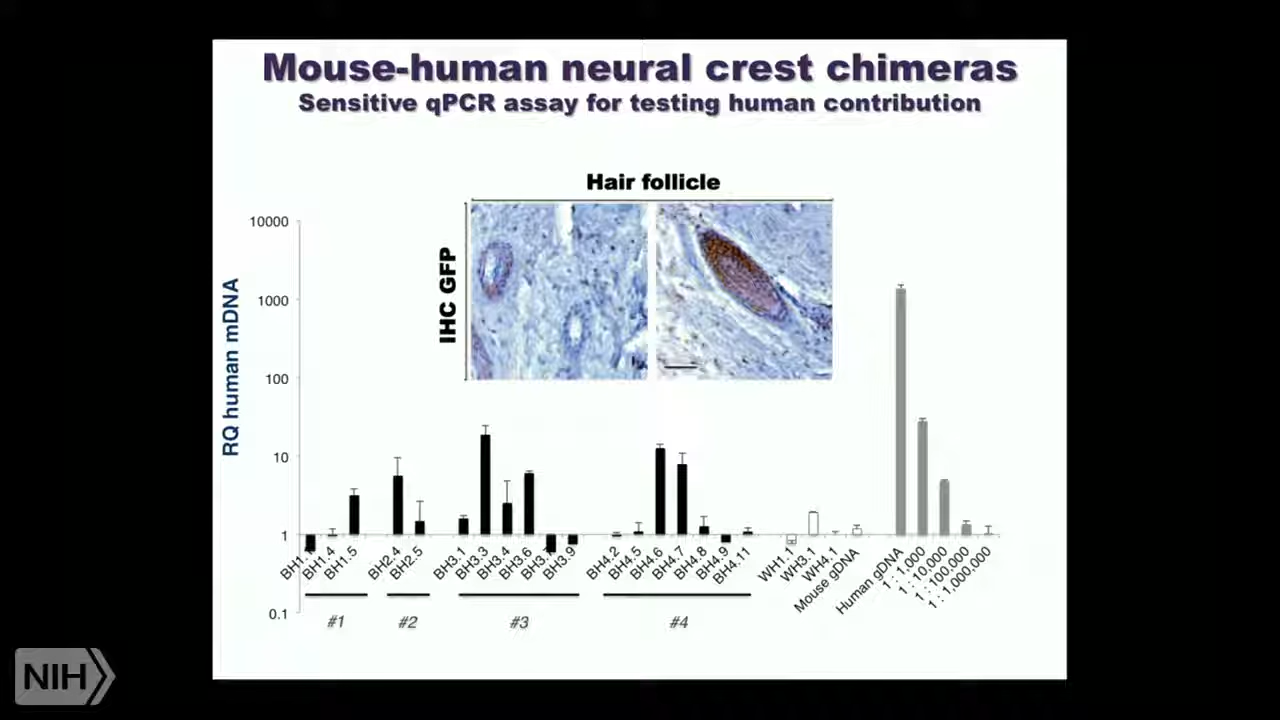 Mouse-human neural crest chimeras
Sensitive qPCR assay for testing human contribution
Hair follicle
IHC GFP
RQ human mDNA
10000
1000
100
10
1
0.1
BH1.4
BH1.5
BH2.4
BH2.5
BH3.1
BH3.3
BH3.4
BH3.6
BH3.9
BH4.2
BH4.5
BH4.6
BH4.7
BH4.8
BH4.9
BH4.11
WH1.1
WH3.1
WH4.1
Mouse gDNA
Human gDNA
1 : 1,000
1 : 10,000
1 : 100,000
1 : 1,000,000
#1
#2
#3
#4
NIH